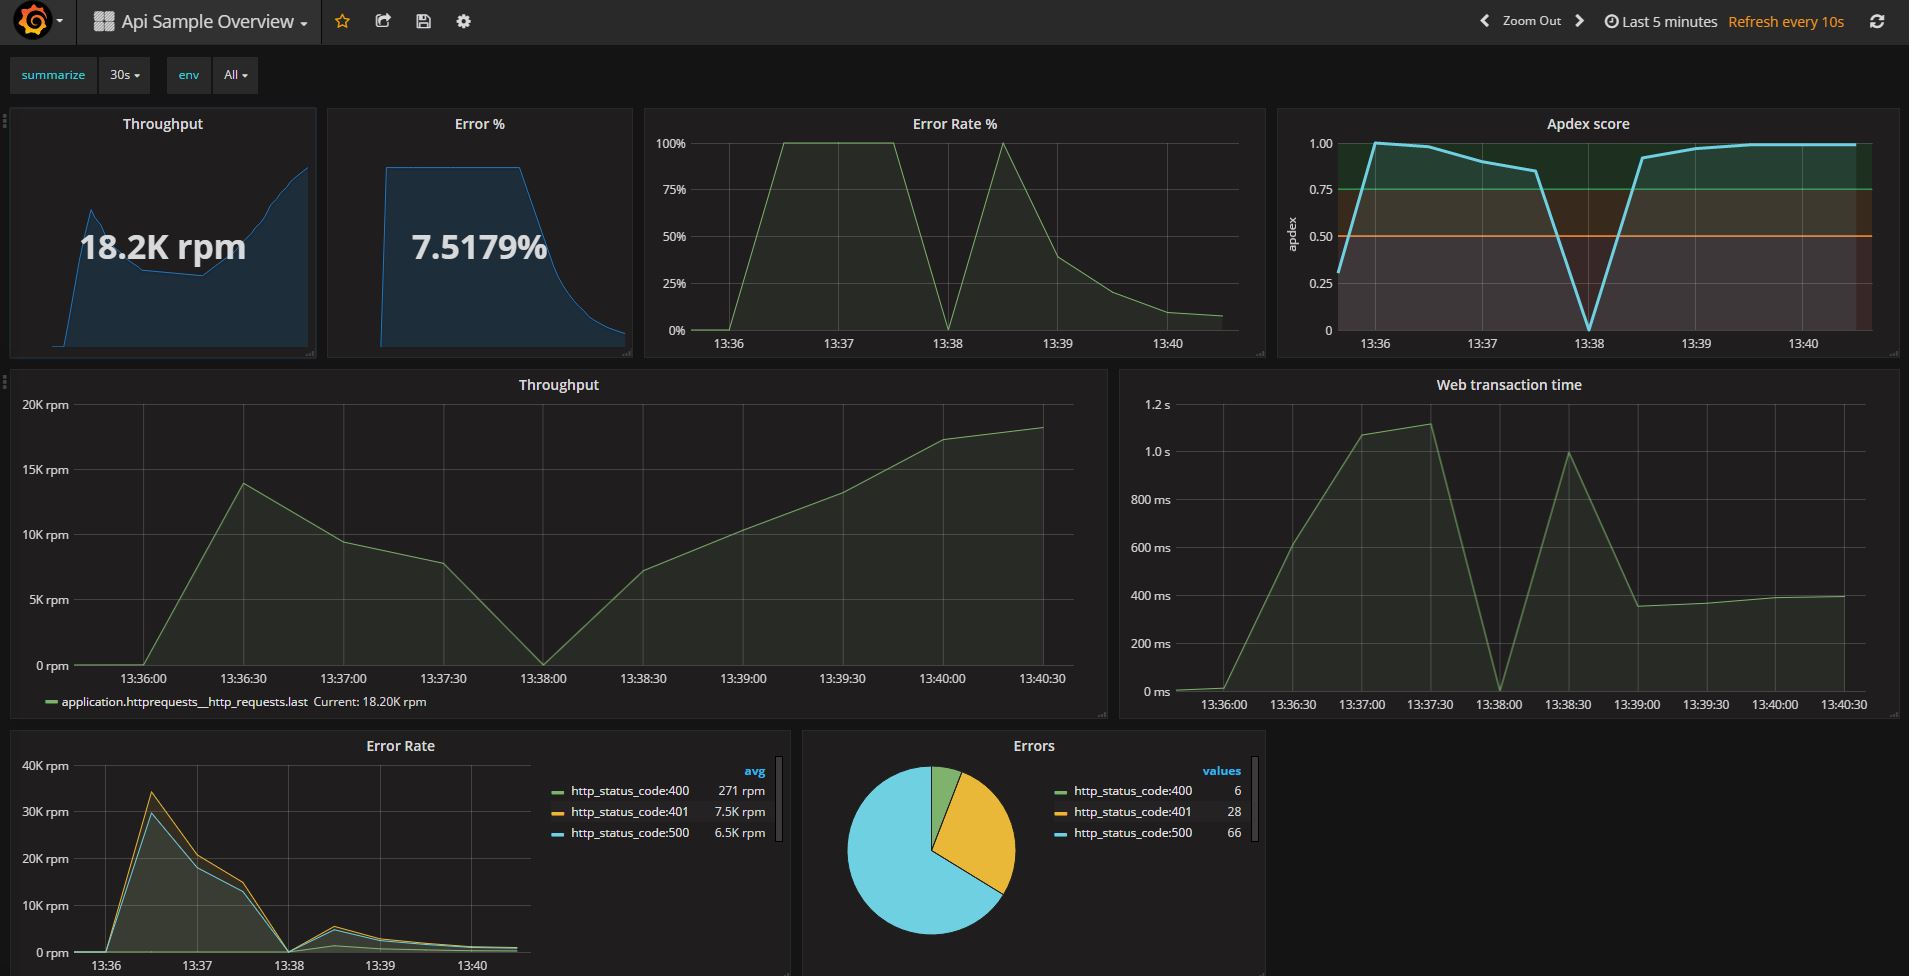 Api Sample Overview
Zoom Out
Last 5 minutes
Refresh every 10s
summarize
30s
env
All
Throughput
18.2K rpm
Error %
7.5179%
Error Rate %
100%
75%
50%
25%
0%
13:36 13:37 13:38 13:39 13:40
Apdex score
apdex
1.00
0.75
0.50
0.25
0
13:36 13:37 13:38 13:39 13:40
Throughput
20K rpm
15K rpm
10K rpm
5K rpm
0 rpm
13:36:00 13:36:30 13:37:00 13:37:30 13:38:00 13:38:30 13:39:00 13:39:30 13:40:00 13:40:30
application.httprequests__http_requests.last Current: 18.20K rpm
Web transaction time
1.2 s
1.0 s
800 ms
600 ms
400 ms
200 ms
0 ms
13:36:00 13:36:30 13:37:00 13:37:30 13:38:00 13:38:30 13:39:00 13:39:30 13:40:00 13:40:30
Error Rate
40K rpm
30K rpm
20K rpm
10K rpm
0 rpm
13:36 13:37 13:38 13:39 13:40
avg
http_status_code:400 271 rpm
http_status_code:401 7.5K rpm
http_status_code:500 6.5K rpm
Errors
values
http_status_code:400 6
http_status_code:401 28
http_status_code:500 66